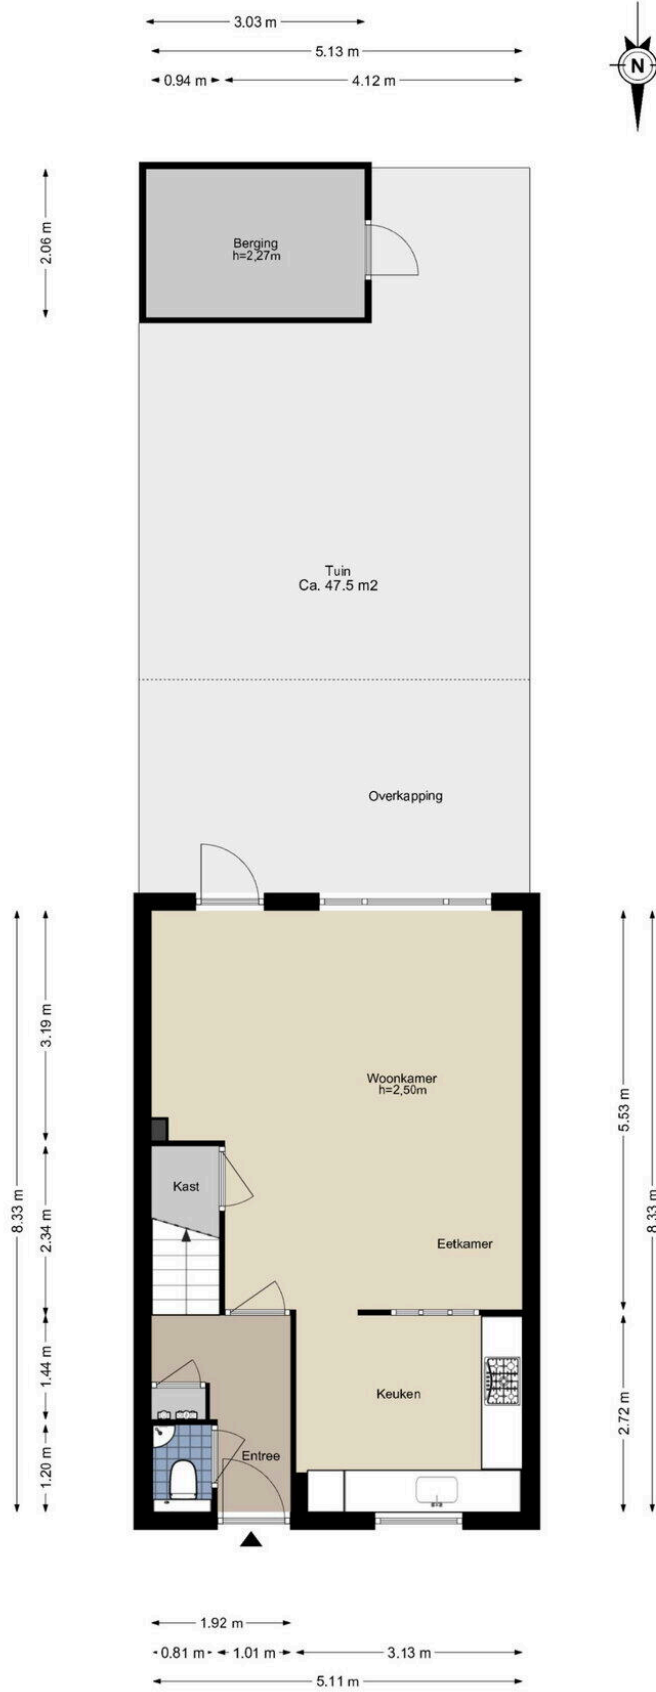 3.03 m
5.13 m
0.94 m
4.12 m
N
2.06 m
Berging
h=2,27m
Tuin
Ca. 47.5 m2
Overkapping
8.33 m
3.19 m
2.34 m
1.44 m
1.20 m
Woonkamer
h=2,50m
Kast
Eetkamer
Keuken
Entree
5.53 m
2.72 m
8.33 m
1.92 m
0.81 m
1.01 m
3.13 m
5.11 m